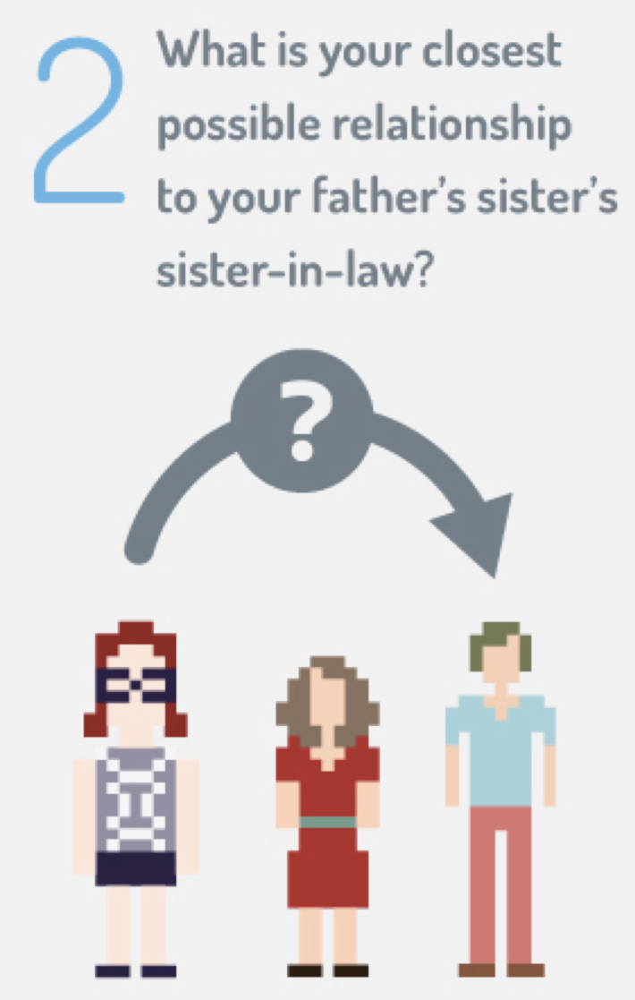 2
What is your closest
possible relationship
to your father's sister's
sister-in-law?
?